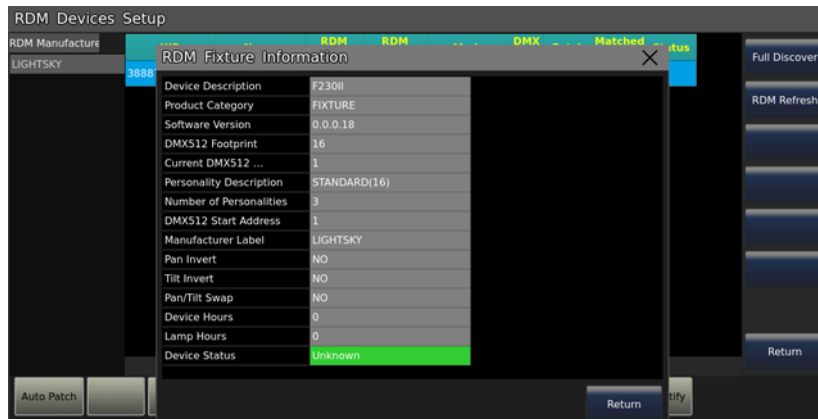 RDM Devices Setup
RDM Manufacture
RDM RDM DMX Matched
LIGHTSKY
tus
3888
RDM Fixture Information
Full Discover
RDM Refresh
Device Description F230II
Product Category FIXTURE
Software Version 0.0.0.18
DMX512 Footprint 16
Current DMX512 ... 1
Personality Description STANDARD(16)
Number of Personalities 3
DMX512 Start Address 1
Manufacturer Label LIGHTSKY
Pan Invert NO
Tilt Invert NO
Pan/Tilt Swap NO
Device Hours 0
Lamp Hours 0
Device Status Unknown
Return
Auto Patch
Return
tify